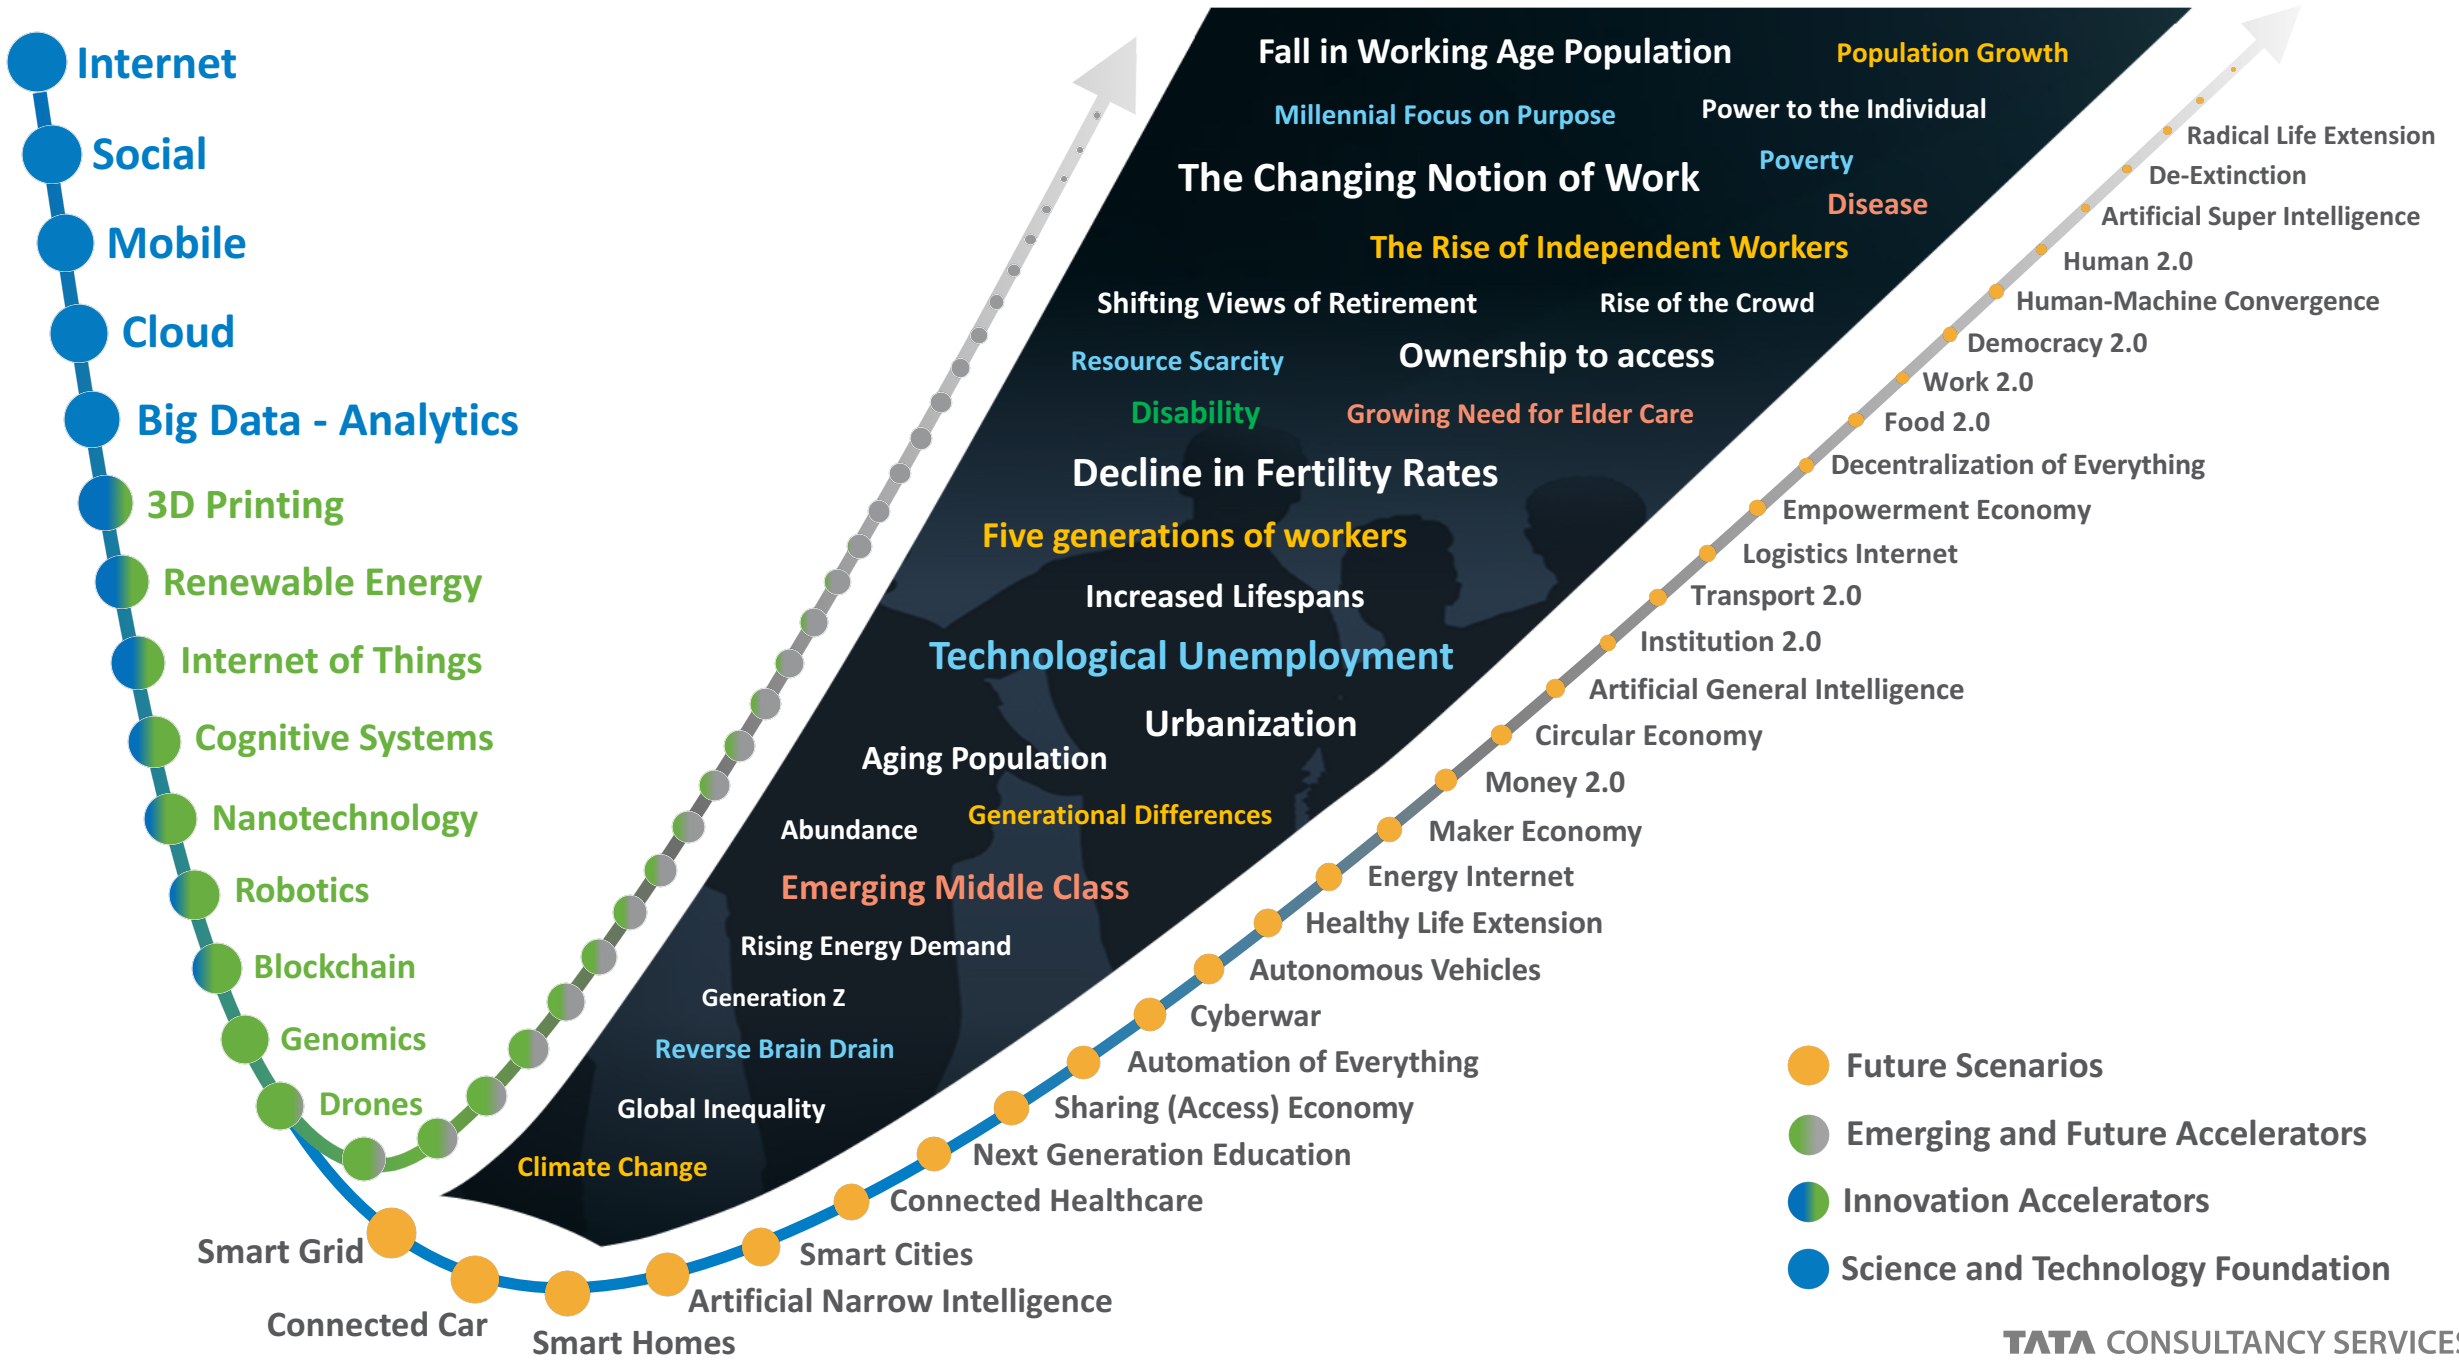 Internet
Social
Mobile
Cloud
Big Data - Analytics
3D Printing
Renewable Energy
Internet of Things
Cognitive Systems
Nanotechnology
Robotics
Blockchain
Genomics
Drones
Fall in Working Age Population
Population Growth
Millennial Focus on Purpose
Power to the Individual
The Changing Notion of Work
Poverty
Disease
The Rise of Independent Workers
Shifting Views of Retirement
Rise of the Crowd
Resource Scarcity
Ownership to access
Disability
Growing Need for Elder Care
Decline in Fertility Rates
Five generations of workers
Increased Lifespans
Technological Unemployment
Urbanization
Aging Population
Generational Differences
Abundance
Emerging Middle Class
Rising Energy Demand
Generation Z
Reverse Brain Drain
Global Inequality
Climate Change
Radical Life Extension
De-Extinction
Artificial Super Intelligence
Human 2.0
Human-Machine Convergence
Democracy 2.0
Work 2.0
Food 2.0
Decentralization of Everything
Empowerment Economy
Logistics Internet
Transport 2.0
Institution 2.0
Artificial General Intelligence
Circular Economy
Money 2.0
Maker Economy
Energy Internet
Healthy Life Extension
Autonomous Vehicles
Cyberwar
Automation of Everything
Sharing (Access) Economy
Next Generation Education
Connected Healthcare
Smart Cities
Artificial Narrow Intelligence
Smart Homes
Connected Car
Smart Grid
Future Scenarios
Emerging and Future Accelerators
Innovation Accelerators
Science and Technology Foundation
TATA CONSULTANCY SERVICES